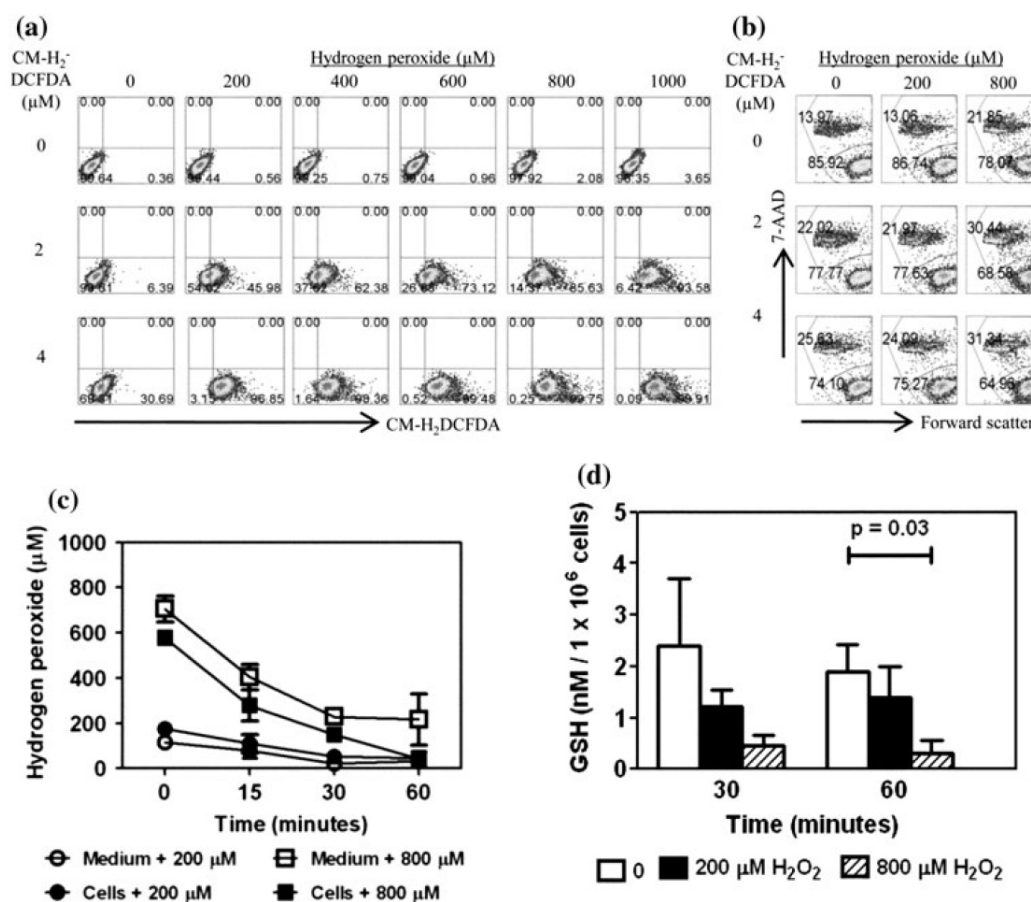 (a)
CM-H₂-
DCFDA
(μM)
Hydrogen peroxide (μM)
0 200 400 600 800 1000
0.00 0.00 0.00 0.00 0.00 0.00 0.00 0.00 0.00 0.00 0.00 0.00
0
0.36 0.56 0.75 0.96 2.08 3.65
0.00 0.00 0.00 0.00 0.00 0.00 0.00 0.00 0.00 0.00 0.00 0.00
2
6.39 45.98 62.38 73.12 85.63 6.42 93.58
0.00 0.00 0.00 0.00 0.00 0.00 0.00 0.00 0.00 0.00 0.00 0.00
4
30.69 3.15 96.85 1.64 98.36 0.52 99.48 0.25 99.75 0.09 99.91
CM-H₂DCFDA
(b)
CM-H₂-
DCFDA
(μM)
Hydrogen peroxide (μM)
0 200 800
0
13.97 13.06 21.85
85.92 86.74 78.07
2
22.02 21.97 30.44
77.77 77.63 68.58
4
25.63 24.09 31.34
74.10 75.27
7-AAD
Forward scatter
(c)
Hydrogen peroxide (μM)
1000
800
600
400
200
0
0 15 30 60
Time (minutes)
Medium + 200 μM Medium + 800 μM
Cells + 200 μM Cells + 800 μM
(d)
GSH (nM / 1 x 10⁶ cells)
5
4
3
2
1
0
p = 0.03
30 60
Time (minutes)
0 200 μM H₂O₂ 800 μM H₂O₂